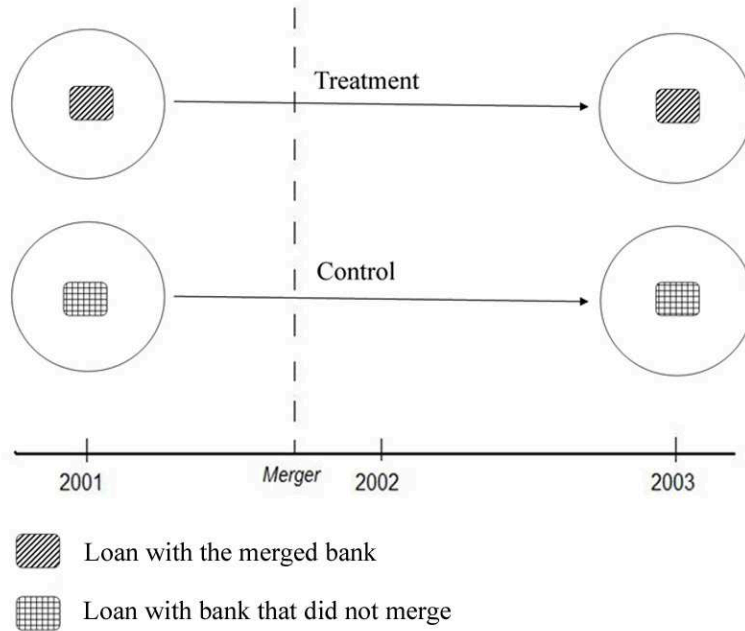 Treatment
Control
2001 Merger 2002 2003
Loan with the merged bank
Loan with bank that did not merge